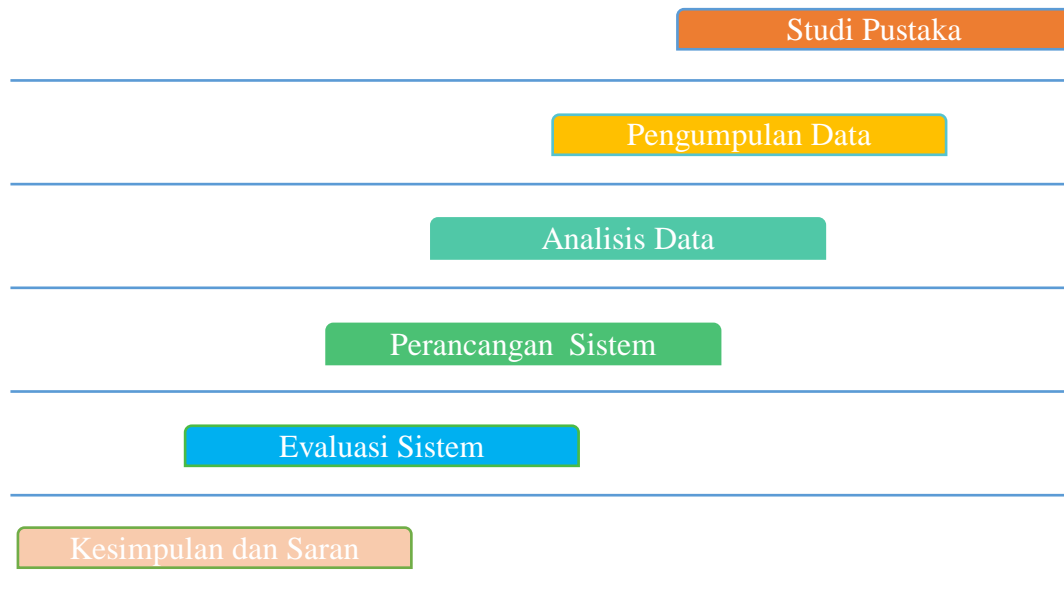 Studi Pustaka
Pengumpulan Data
Analisis Data
Perancangan Sistem
Evaluasi Sistem
Kesimpulan dan Saran